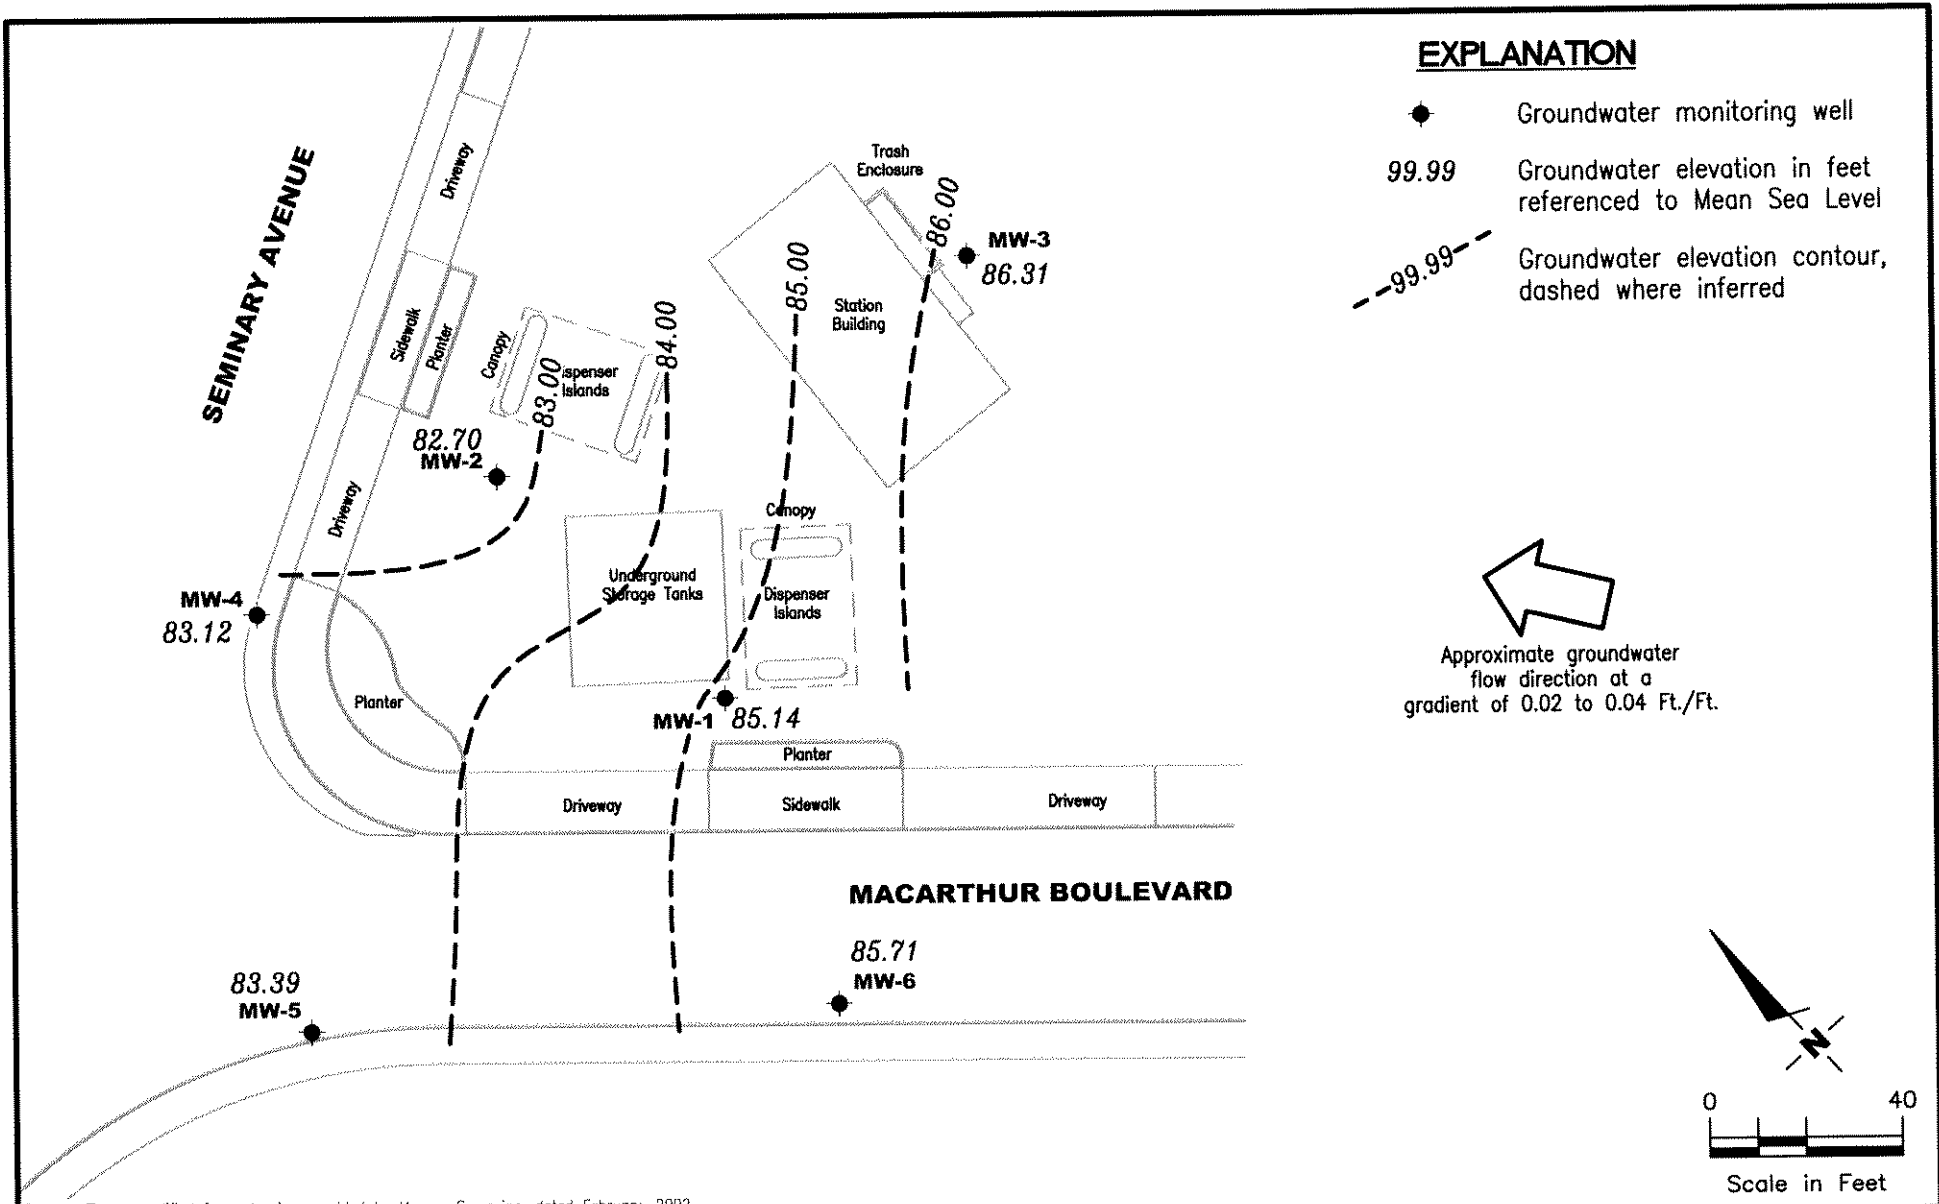 EXPLANATION
Groundwater monitoring well
99.99
Groundwater elevation in feet
referenced to Mean Sea Level
99.99
Groundwater elevation contour,
dashed where inferred
SEMINARY AVENUE
Driveway
Trash
Enclosure
86.00
MW-3
86.31
85.00
Station
Building
84.00
Sidewalk
Planter
Canopy
83.00
ispenser
Islands
82.70
MW-2
Driveway
Canopy
Underground
Storage Tanks
Dispenser
Islands
MW-4
83.12
Planter
MW-1
85.14
Planter
Driveway
Sidewalk
Driveway
Approximate groundwater
flow direction at a
gradient of 0.02 to 0.04 Ft./Ft.
MACARTHUR BOULEVARD
85.71
MW-6
83.39
MW-5
N
0 40
Scale in Feet
dated February 2003